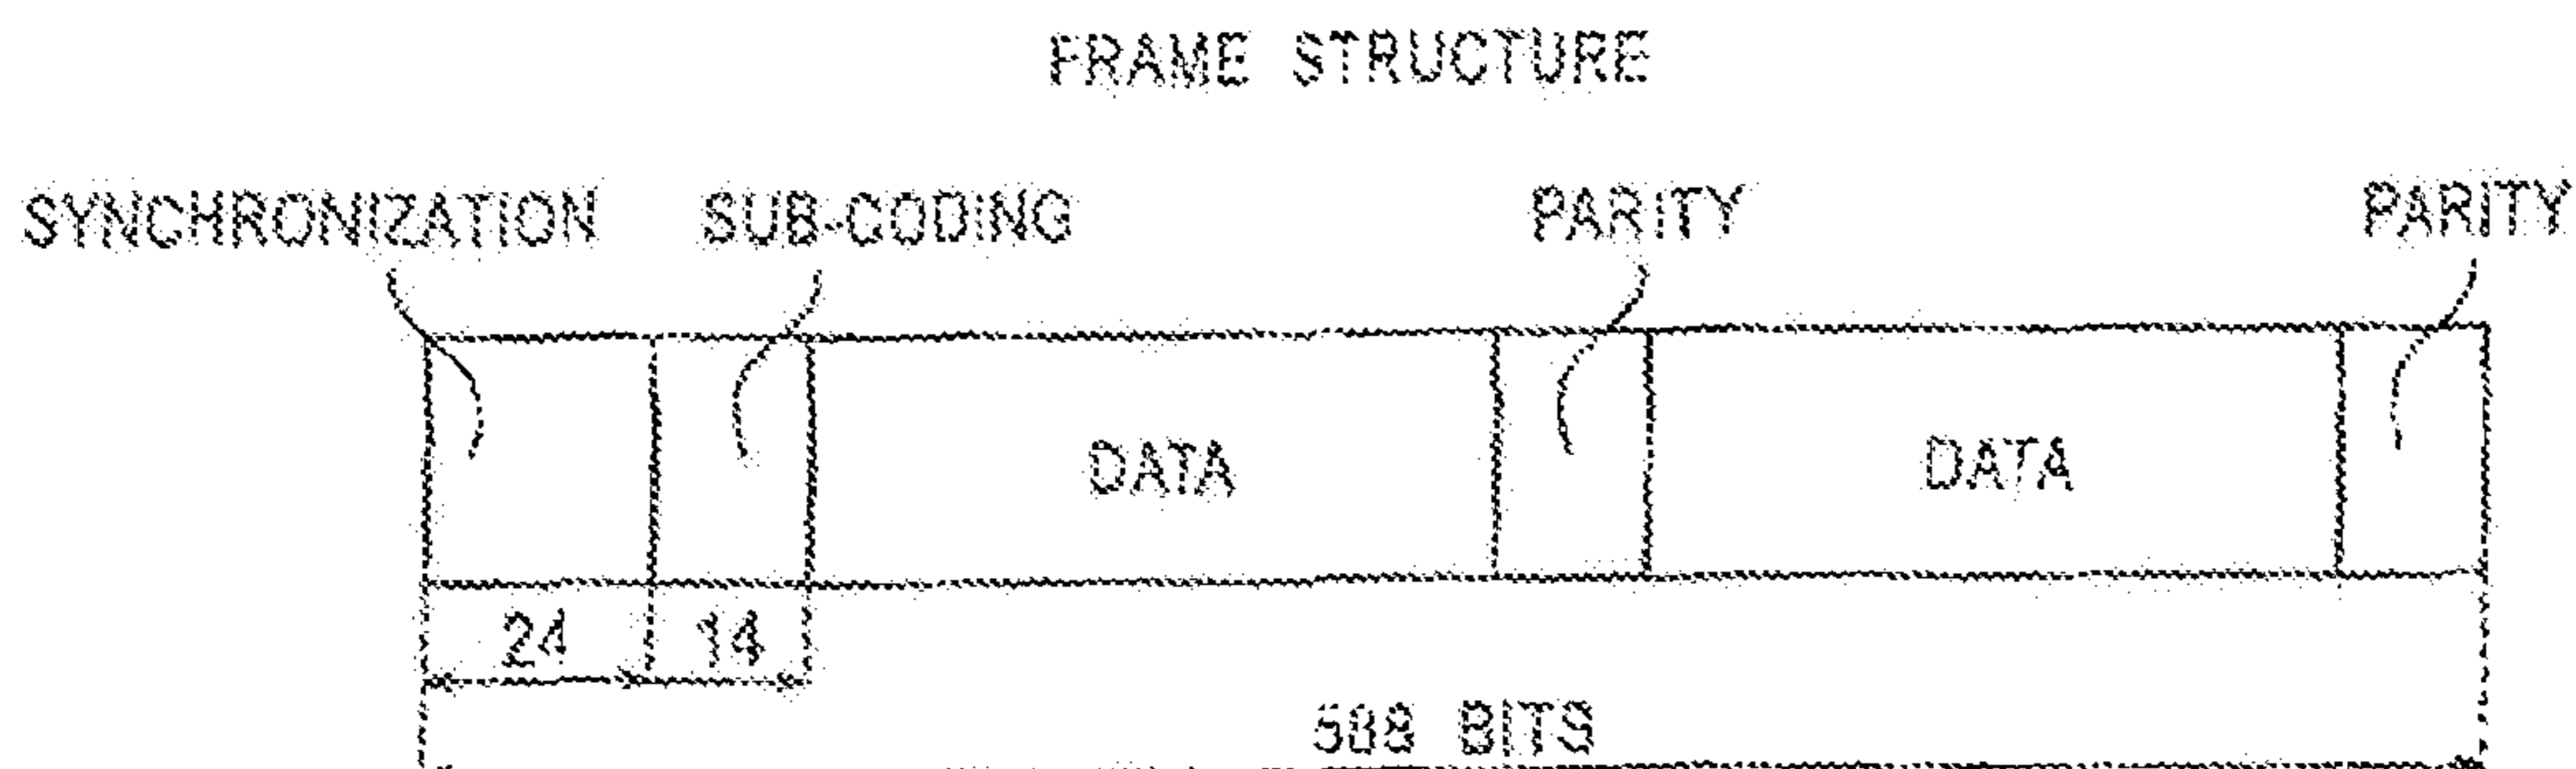 FRAME STRUCTURE
SYNCHRONIZATION SUB-CODING PARITY PARITY
DATA DATA
24 14
588 BITS